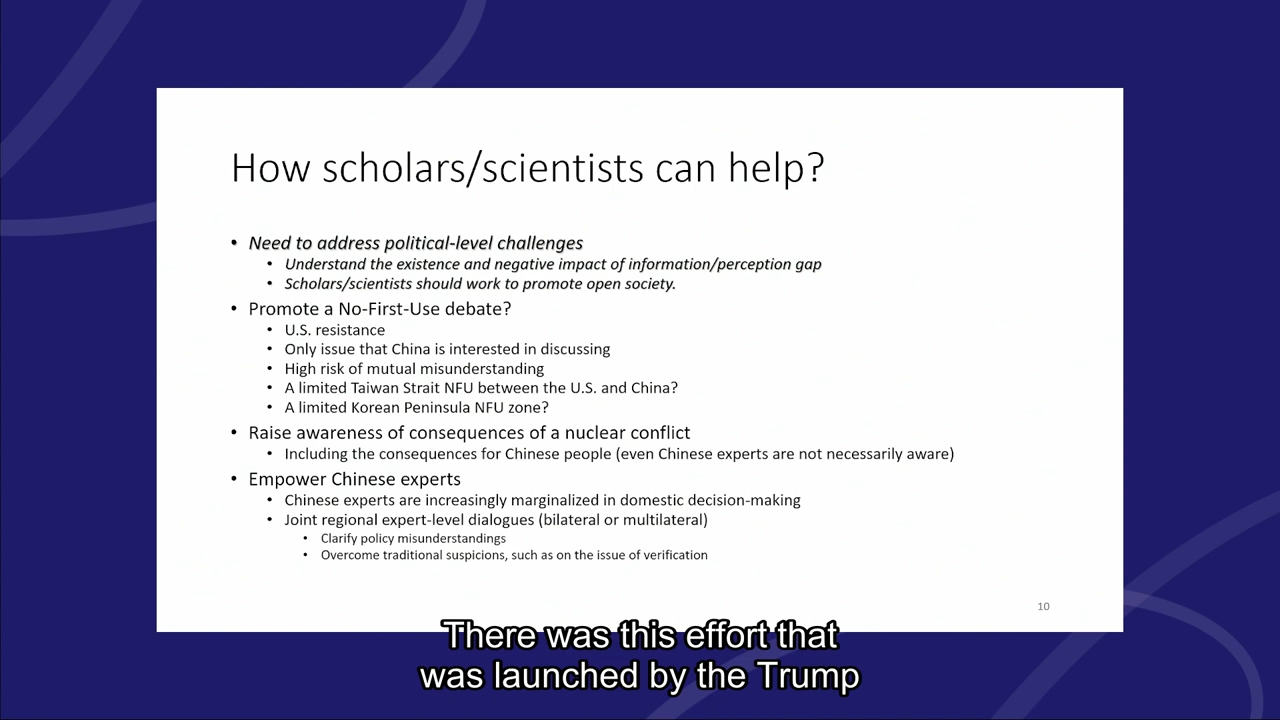 How scholars/scientists can help?
• Need to address political-level challenges
• Understand the existence and negative impact of information/perception gap
• Scholars/scientists should work to promote open society.
• Promote a No-First-Use debate?
• U.S. resistance
• Only issue that China is interested in discussing
• High risk of mutual misunderstanding
• A limited Taiwan Strait NFU between the U.S. and China?
• A limited Korean Peninsula NFU zone?
• Raise awareness of consequences of a nuclear conflict
• Including the consequences for Chinese people (even Chinese experts are not necessarily aware)
• Empower Chinese experts
• Chinese experts are increasingly marginalized in domestic decision-making
• Joint regional expert-level dialogues (bilateral or multilateral)
• Clarify policy misunderstandings
• Overcome traditional suspicions, such as on the issue of verification
10
There was this effort that
was launched by the Trump